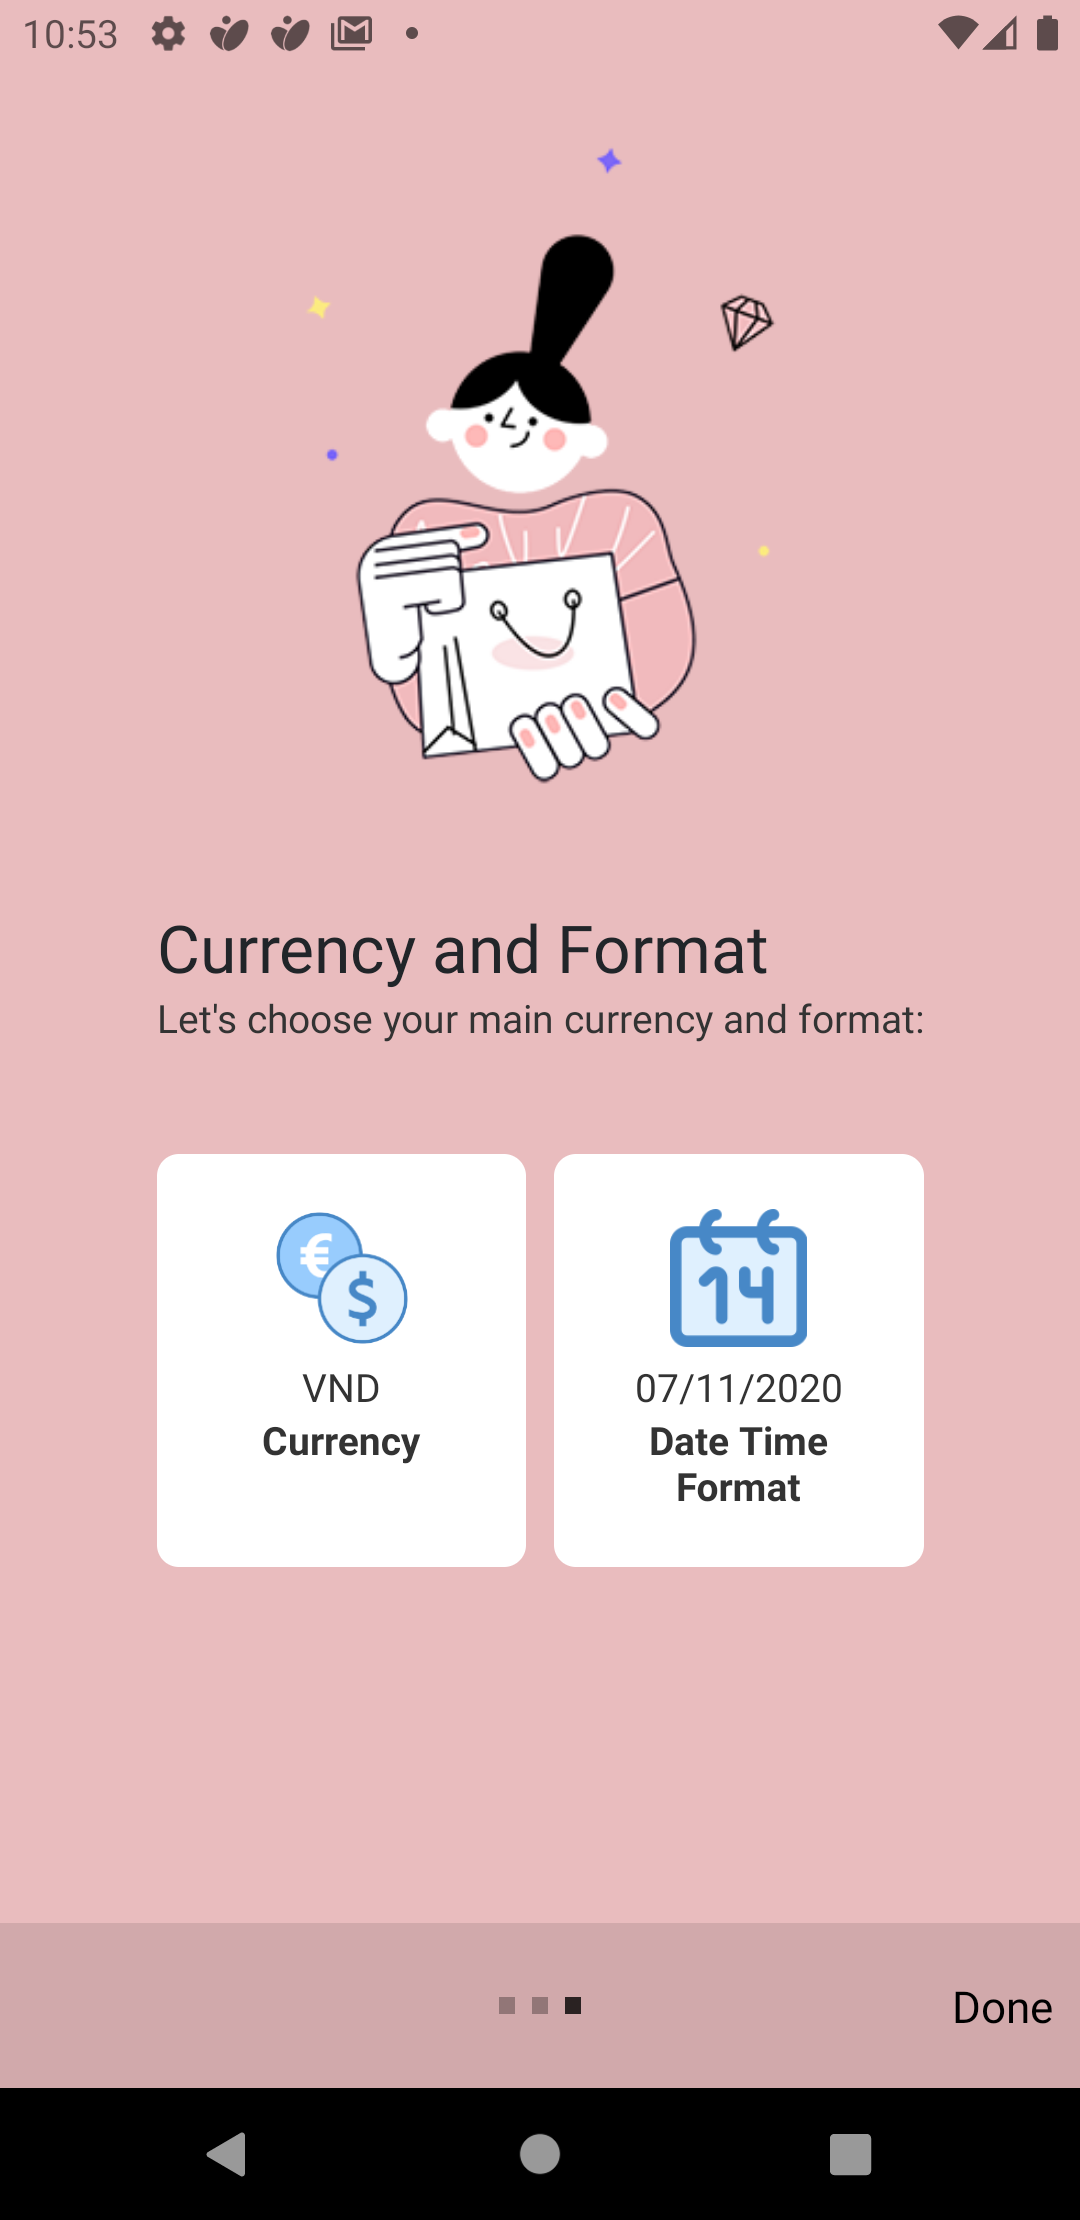 10:53
Currency and Format
Let's choose your main currency and format:
€
$
14
VND
07/11/2020
Currency
Date Time
Format
Done